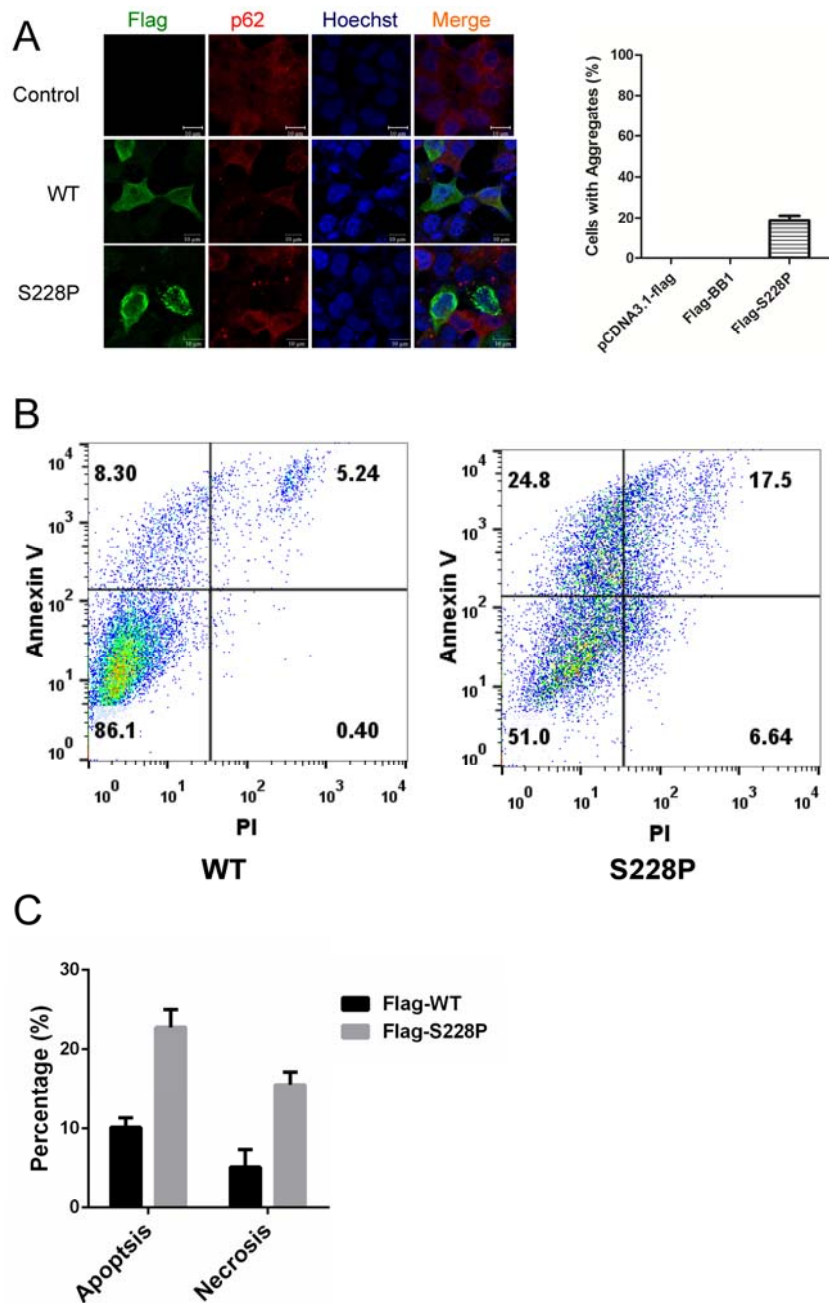 A
Flag p62 Hoechst Merge
Control
10 μm 10 μm 10 μm 10 μm
WT
10 μm 10 μm 10 μm 10 μm
S228P
10 μm 10 μm 10 μm 10 μm
Cells with Aggregates (%)
100
80
60
40
20
0
pCDNA3.1-flag
Flag-BB1
Flag-S228P
B
Annexin V
10⁴
10³
10²
10¹
10⁰
8.30 5.24
86.1 0.40
10⁰ 10¹ 10² 10³ 10⁴
PI
WT
Annexin V
10⁴
10³
10²
10¹
10⁰
24.8 17.5
51.0 6.64
10⁰ 10¹ 10² 10³ 10⁴
PI
S228P
C
Percentage (%)
30
20
10
0
Apoptsis
Necrosis
Flag-WT
Flag-S228P